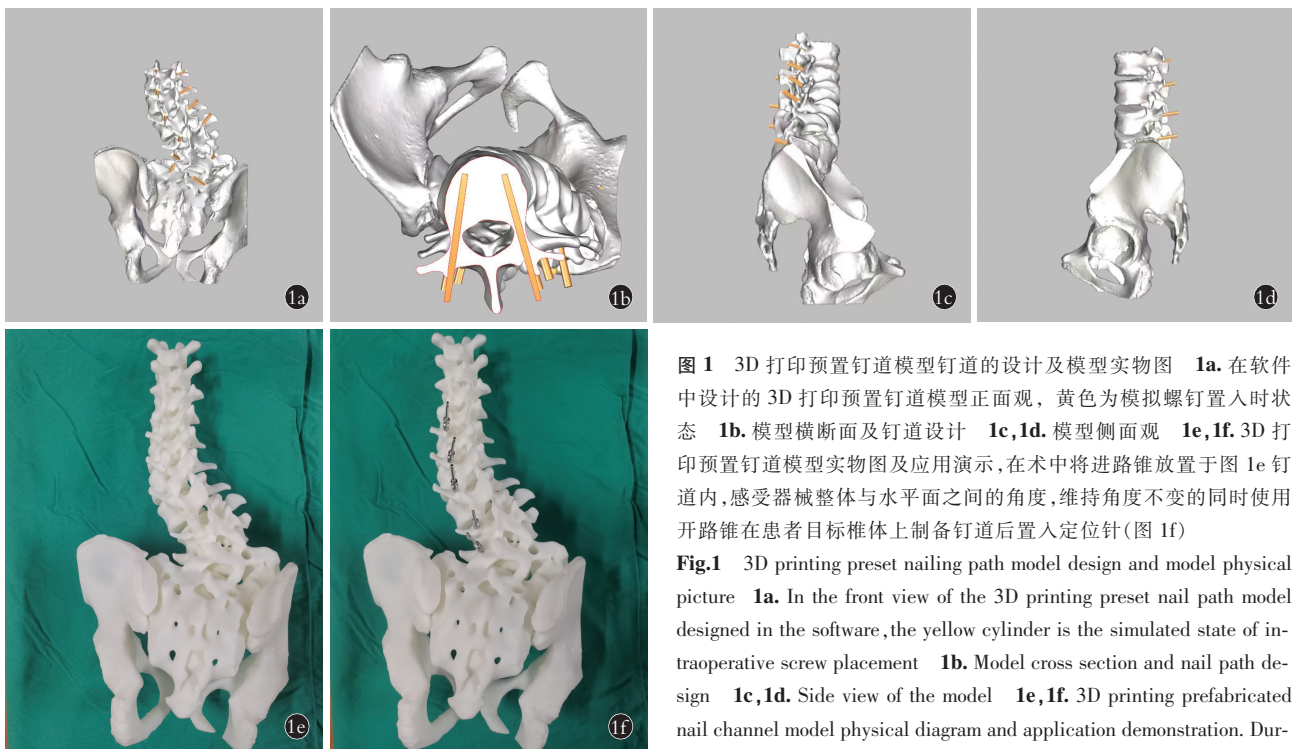 1a
1b
1c
1d
1e
1f
图 1 3D 打印预置钉道模型钉道的设计及模型实物图 1a. 在软件
中设计的 3D 打印预置钉道模型正面观，黄色为模拟螺钉置入时状
态 1b. 模型横断面及钉道设计 1c,1d. 模型侧面观 1e,1f. 3D 打
印预置钉道模型实物图及应用演示,在术中将进路锥放置于图 1e 钉
道内,感受器械整体与水平面之间的角度,维持角度不变的同时使用
开路锥在患者目标椎体上制备钉道后置入定位针(图 1f)
Fig.1 3D printing preset nailing path model design and model physical
picture 1a. In the front view of the 3D printing preset nail path model
designed in the software,the yellow cylinder is the simulated state of in-
traoperative screw placement 1b. Model cross section and nail path de-
sign 1c,1d. Side view of the model 1e,1f. 3D printing prefabricated
nail channel model physical diagram and application demonstration. Dur-